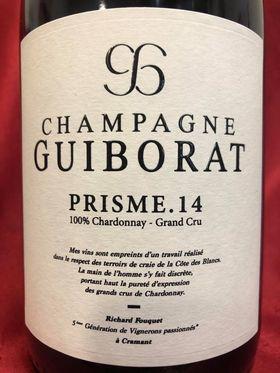 CHAMPAGNE
GUIBORAT
PRISME.14
100% Chardonnay - Grand Cru
Mes vins sont empreints d'un travail réalisé
dans le respect des terroirs de craie de la Côte des Blancs.
La main de l'homme s'y fait discrète,
portant haut la pureté d'expression
des grands crus de Chardonnay.
Richard Fouquet
5ème Génération de Vignerons passionnés"
à Cramant